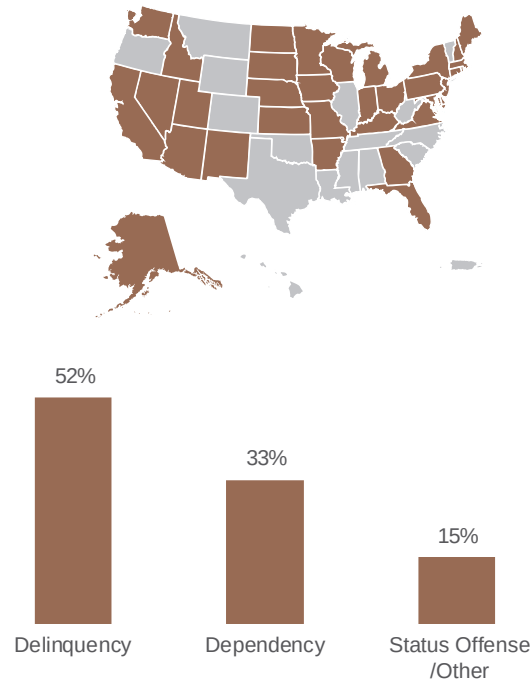 52%
33%
15%
Delinquency
Dependency
Status Offense
/Other